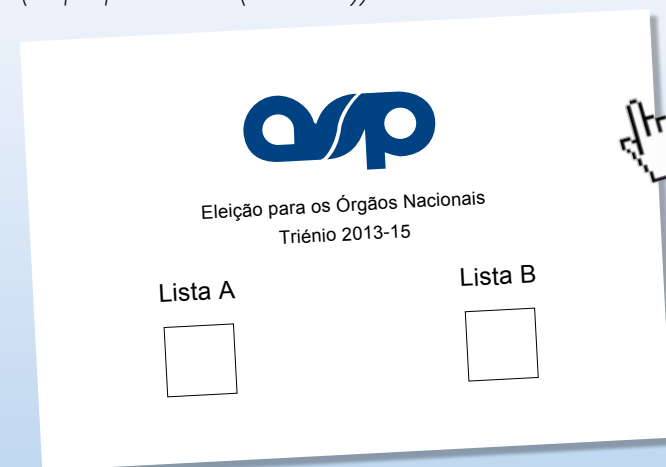 asp
Eleição para os Órgãos Nacionais
Triénio 2013-15
Lista A
Lista B